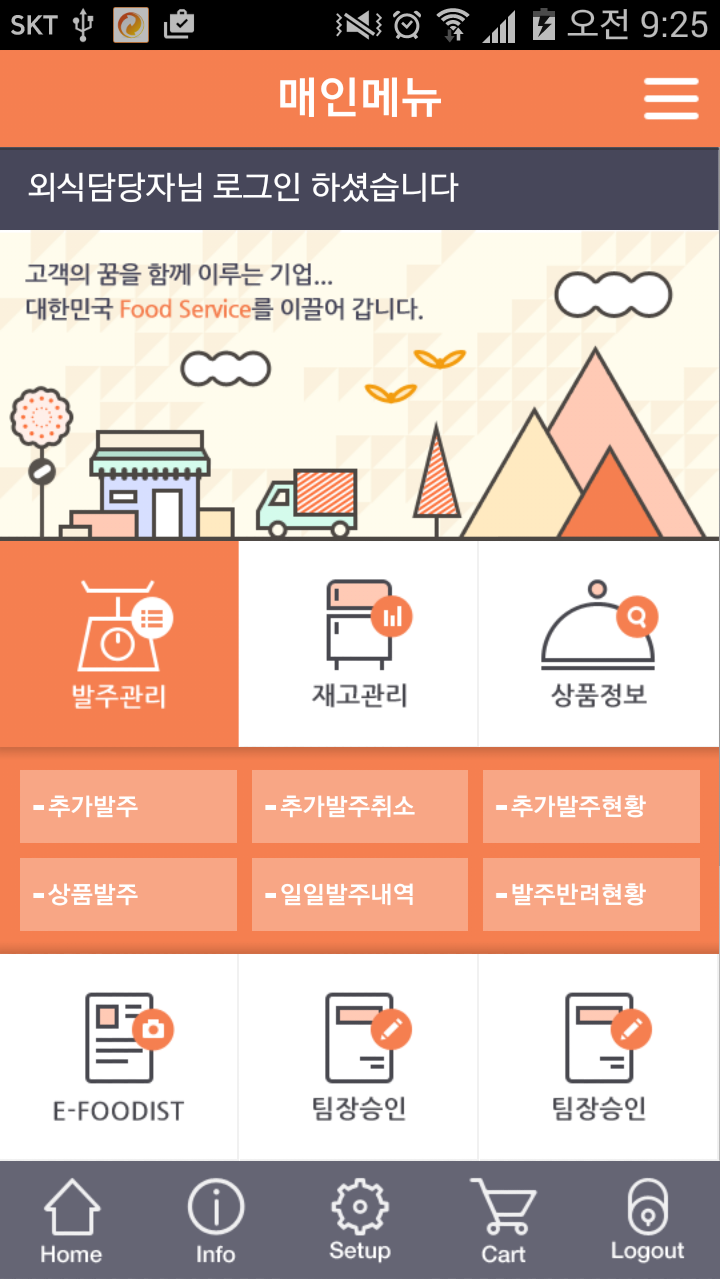 SKT 오전 9:25
매인메뉴
외식담당자님 로그인 하셨습니다
고객의 꿈을 함께 이루는 기업...
대한민국 Food Service를 이끌어 갑니다.
발주관리 재고관리 상품정보
-추가발주 -추가발주취소 -추가발주현황
-상품발주 -일일발주내역 -발주반려현황
E-FOODIST 팀장승인 팀장승인
Home Info Setup Cart Logout